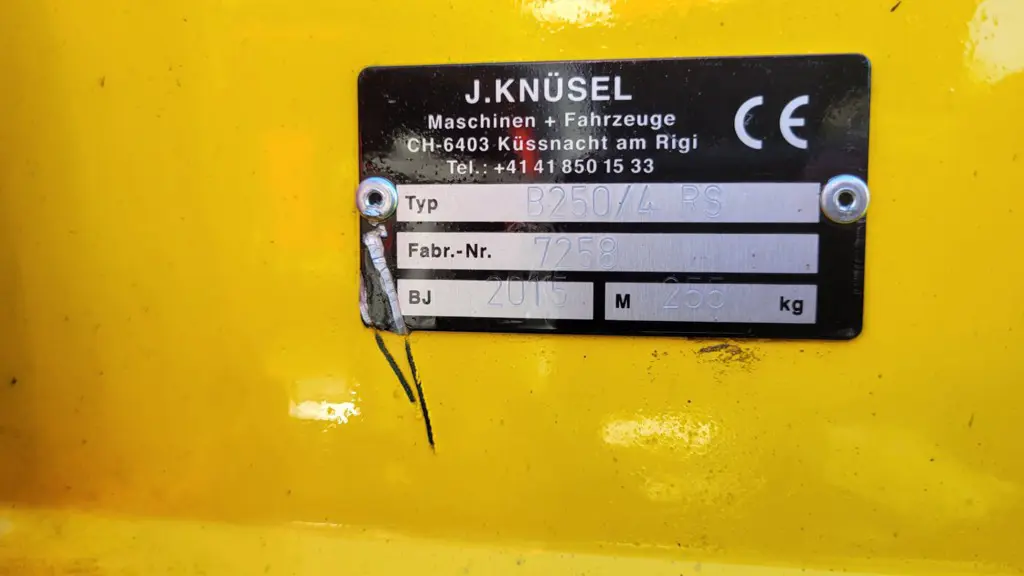 J.KNÜSEL
Maschinen + Fahrzeuge
CH-6403 Küssnacht am Rigi
Tel.: +41 41 850 15 33
CE
Typ B250/4 RS
Fabr.-Nr. 7258
BJ 2015 M 255 kg